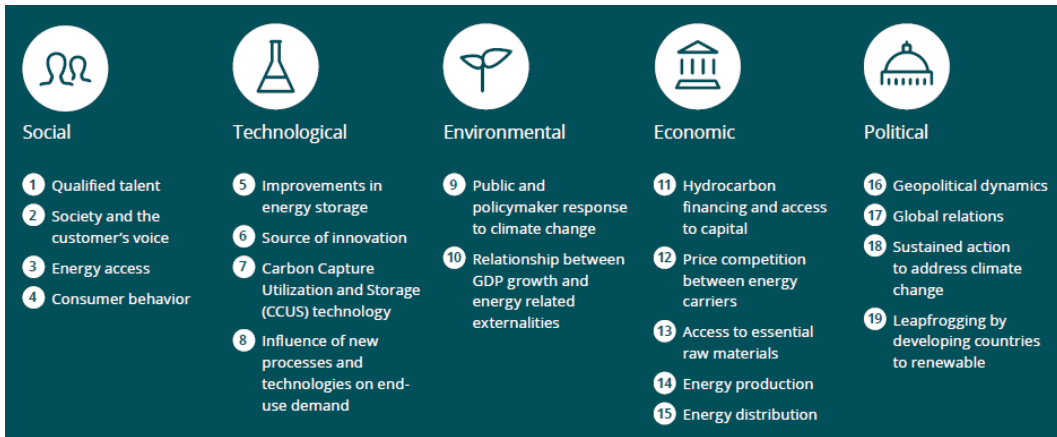 Social
1 Qualified talent
2 Society and the
customer's voice
3 Energy access
4 Consumer behavior
Technological
5 Improvements in
energy storage
6 Source of innovation
7 Carbon Capture
Utilization and Storage
(CCUS) technology
8 Influence of new
processes and
technologies on end-
use demand
Environmental
9 Public and
policymaker response
to climate change
10 Relationship between
GDP growth and
energy related
externalities
Economic
11 Hydrocarbon
financing and access
to capital
12 Price competition
between energy
carriers
13 Access to essential
raw materials
14 Energy production
15 Energy distribution
Political
16 Geopolitical dynamics
17 Global relations
18 Sustained action
to address climate
change
19 Leapfrogging by
developing countries
to renewable